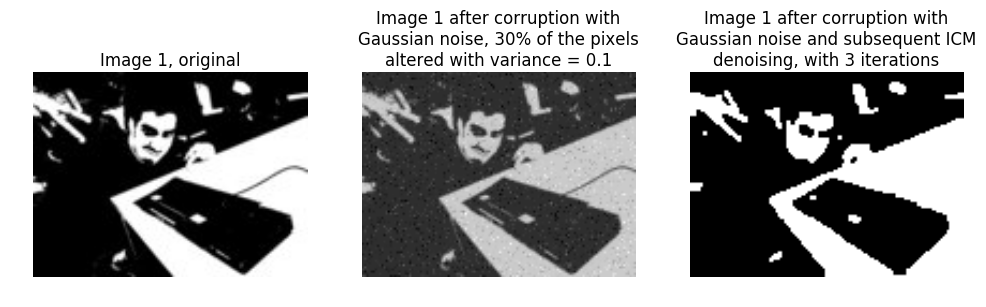 Image 1, original
Image 1 after corruption with
Gaussian noise, 30% of the pixels
altered with variance = 0.1
Image 1 after corruption with
Gaussian noise and subsequent ICM
denoising, with 3 iterations